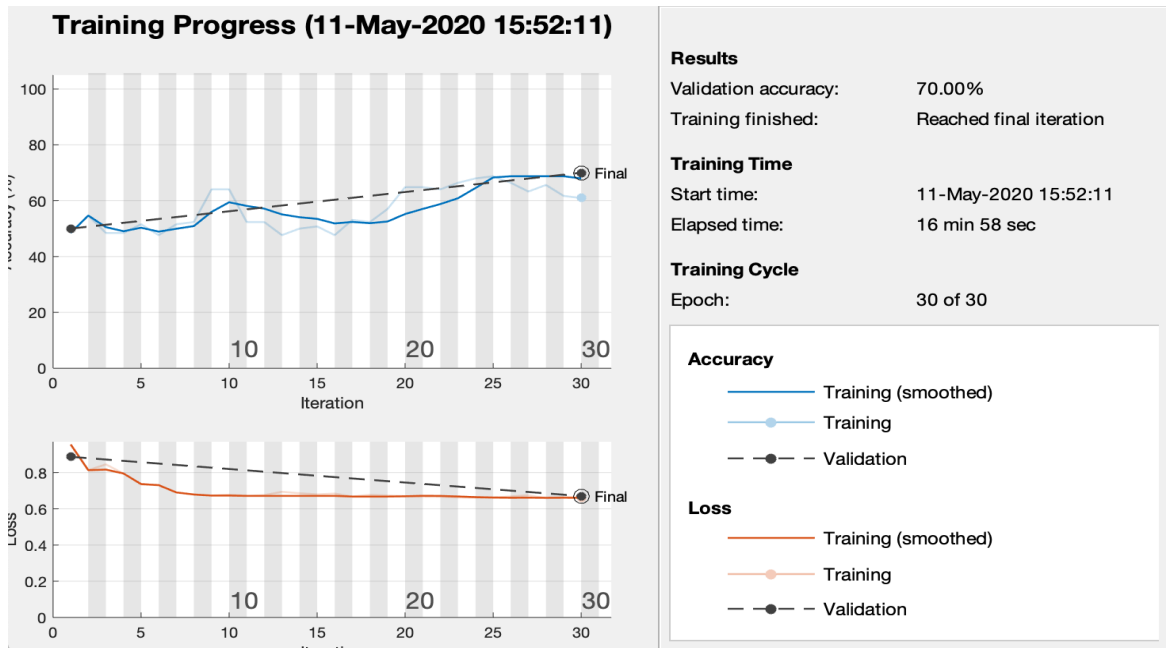 Training Progress (11-May-2020 15:52:11)
100
80
60
40
20
0
Accuracy (%)
Final
10
20
30
0
5
10
15
20
25
30
Iteration
0.8
0.6
0.4
0.2
0
Loss
Final
10
20
30
0
5
10
15
20
25
30
Results
Validation accuracy: 70.00%
Training finished: Reached final iteration
Training Time
Start time: 11-May-2020 15:52:11
Elapsed time: 16 min 58 sec
Training Cycle
Epoch: 30 of 30
Accuracy
Training (smoothed)
Training
Validation
Loss
Training (smoothed)
Training
Validation